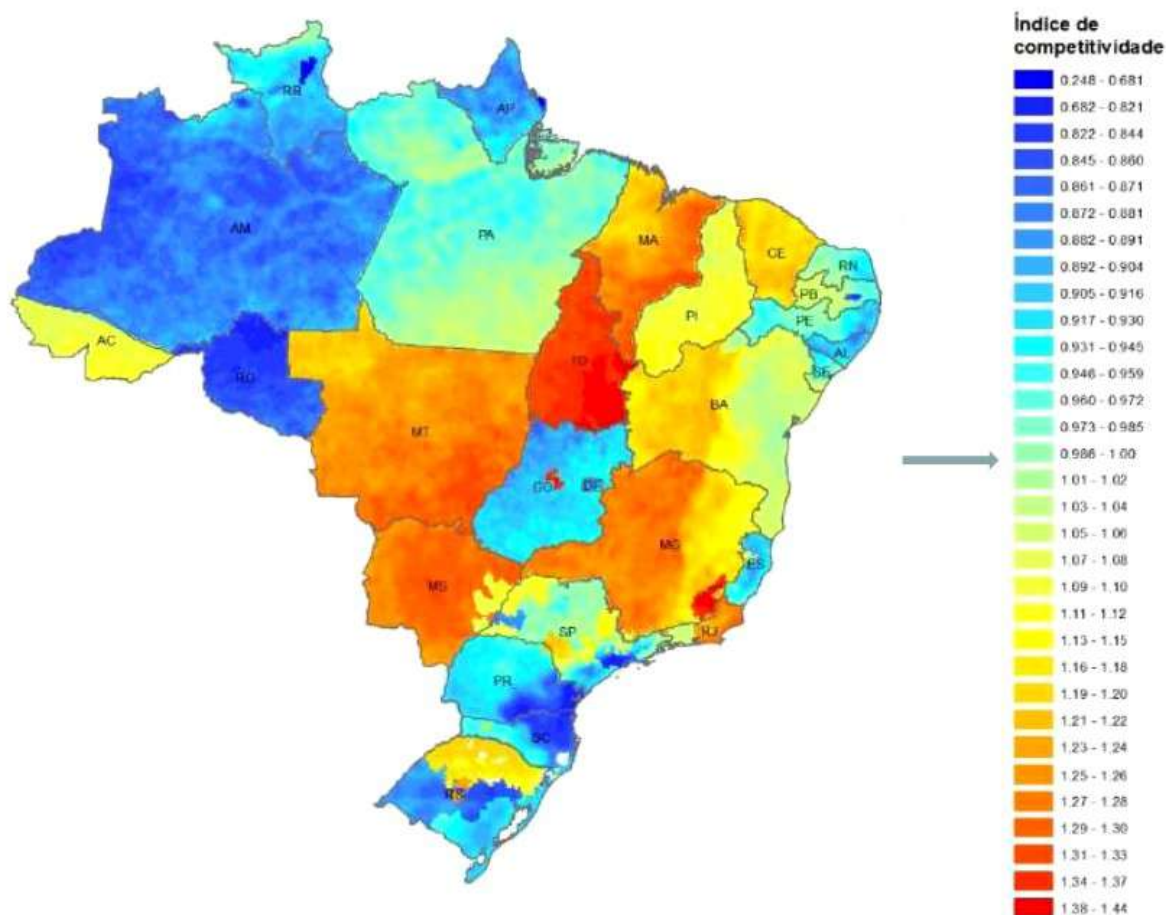 Índice de
competitividade
0.248 - 0.681
0.682 - 0.821
0.822 - 0.844
0.845 - 0.860
0.861 - 0.871
0.872 - 0.881
0.882 - 0.891
0.892 - 0.904
0.905 - 0.916
0.917 - 0.930
0.931 - 0.945
0.946 - 0.959
0.960 - 0.972
0.973 - 0.985
0.986 - 1.00
1.01 - 1.02
1.03 - 1.04
1.05 - 1.06
1.07 - 1.08
1.09 - 1.10
1.11 - 1.12
1.13 - 1.15
1.16 - 1.18
1.19 - 1.20
1.21 - 1.22
1.23 - 1.24
1.25 - 1.26
1.27 - 1.28
1.29 - 1.30
1.31 - 1.33
1.34 - 1.37
1.38 - 1.44
RR
AP
AM
PA
MA
CE
RN
PB
PI
PE
AC
AL
TO
SE
RO
BA
MT
GO
DF
MG
ES
MS
SP
RJ
PR
SC
RS